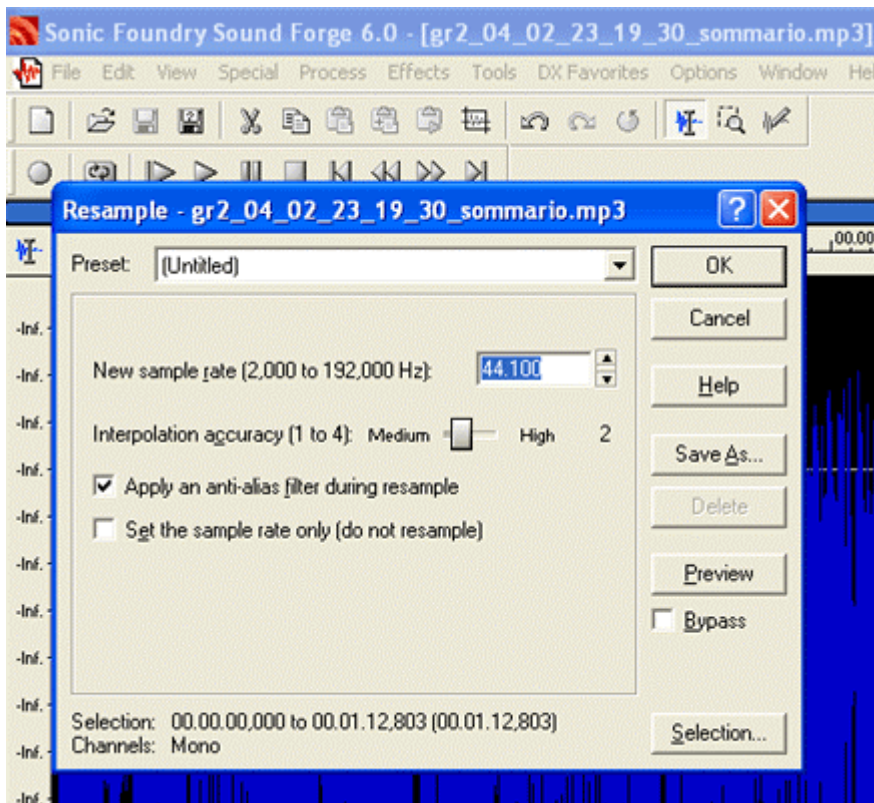 Sonic Foundry Sound Forge 6.0 - [gr2_04_02_23_19_30_sommario.mp3]
File Edit View Special Process Effects Tools DX Favorites Options Window Hel
Resample - gr2_04_02_23_19_30_sommario.mp3
Preset: (Untitled) OK
00.00
Cancel
-Inf.
New sample rate (2,000 to 192,000 Hz): 44.100
-Inf.
Help
-Inf.
Interpolation accuracy (1 to 4): Medium High 2
-Inf.
Save As...
Apply an anti-alias filter during resample
-Inf.
Delete
Set the sample rate only (do not resample)
-Inf.
Preview
-Inf.
Bypass
-Inf.
-Inf.
Selection: 00.00.00,000 to 00.01.12,803 (00.01.12,803)
Selection...
Channels: Mono
-Inf.
-Inf.